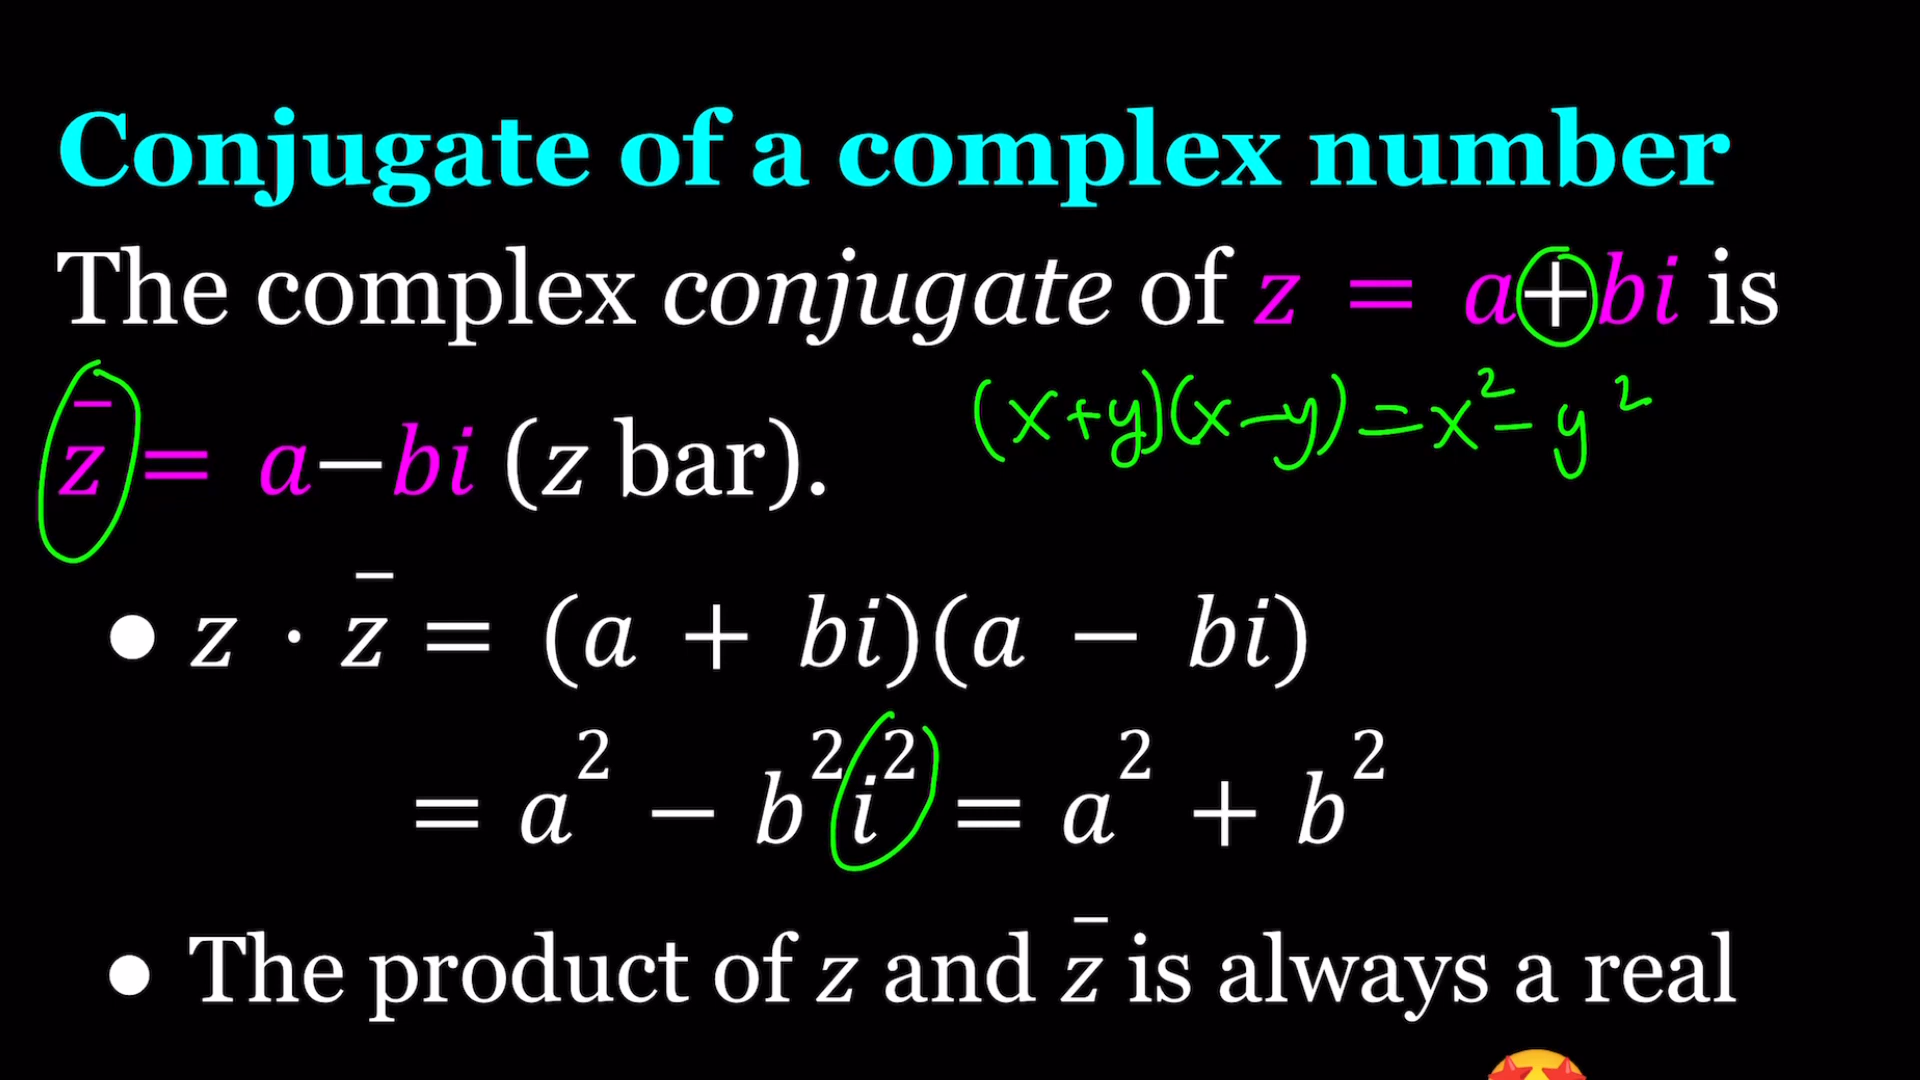 Conjugate of a complex number
The complex conjugate of z = a+bi is
(x+y)(x-y)=x²-y²
z̄ = a−bi (z bar).
● z · z̄ = (a + bi)(a − bi)
= a² − b²i² = a² + b²
● The product of z and z̄ is always a real